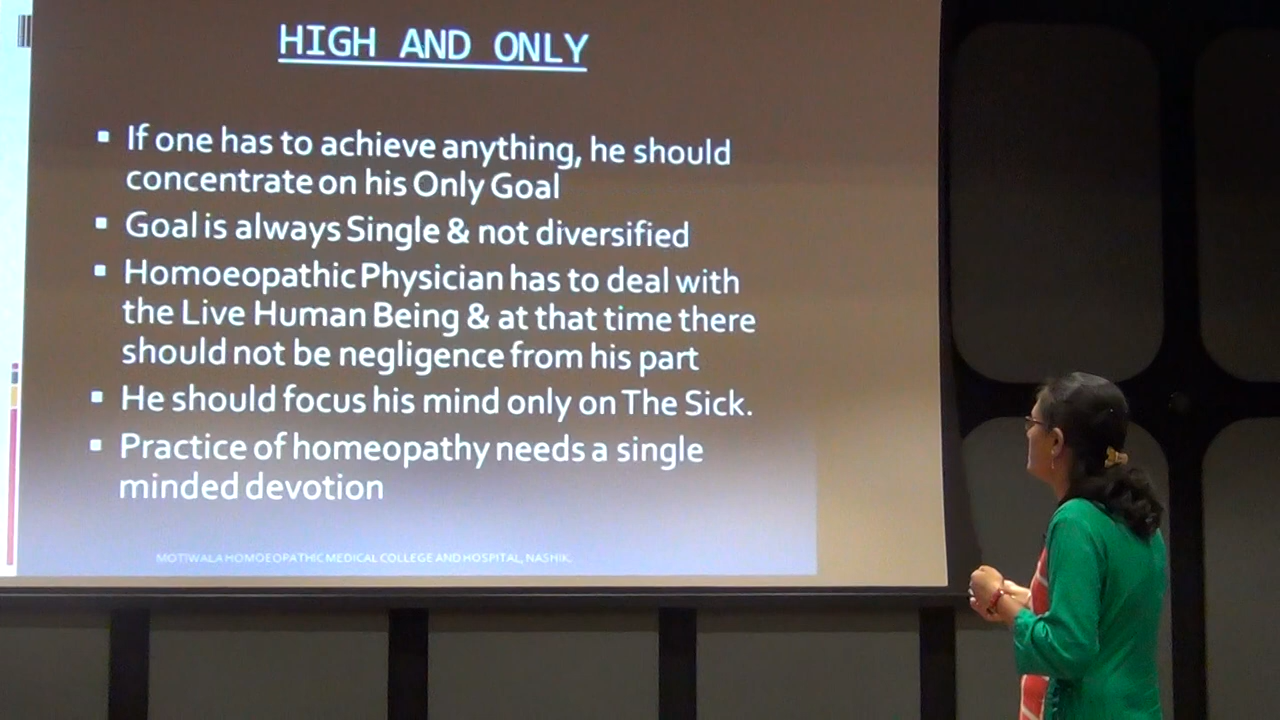 HIGH AND ONLY
▪ If one has to achieve anything, he should
concentrate on his Only Goal
▪ Goal is always Single & not diversified
▪ Homoeopathic Physician has to deal with
the Live Human Being & at that time there
should not be negligence from his part
▪ He should focus his mind only on The Sick.
▪ Practice of homeopathy needs a single
minded devotion
MOTIWALA HOMOEOPATHIC MEDICAL COLLEGE AND HOSPITAL, NASHIK.